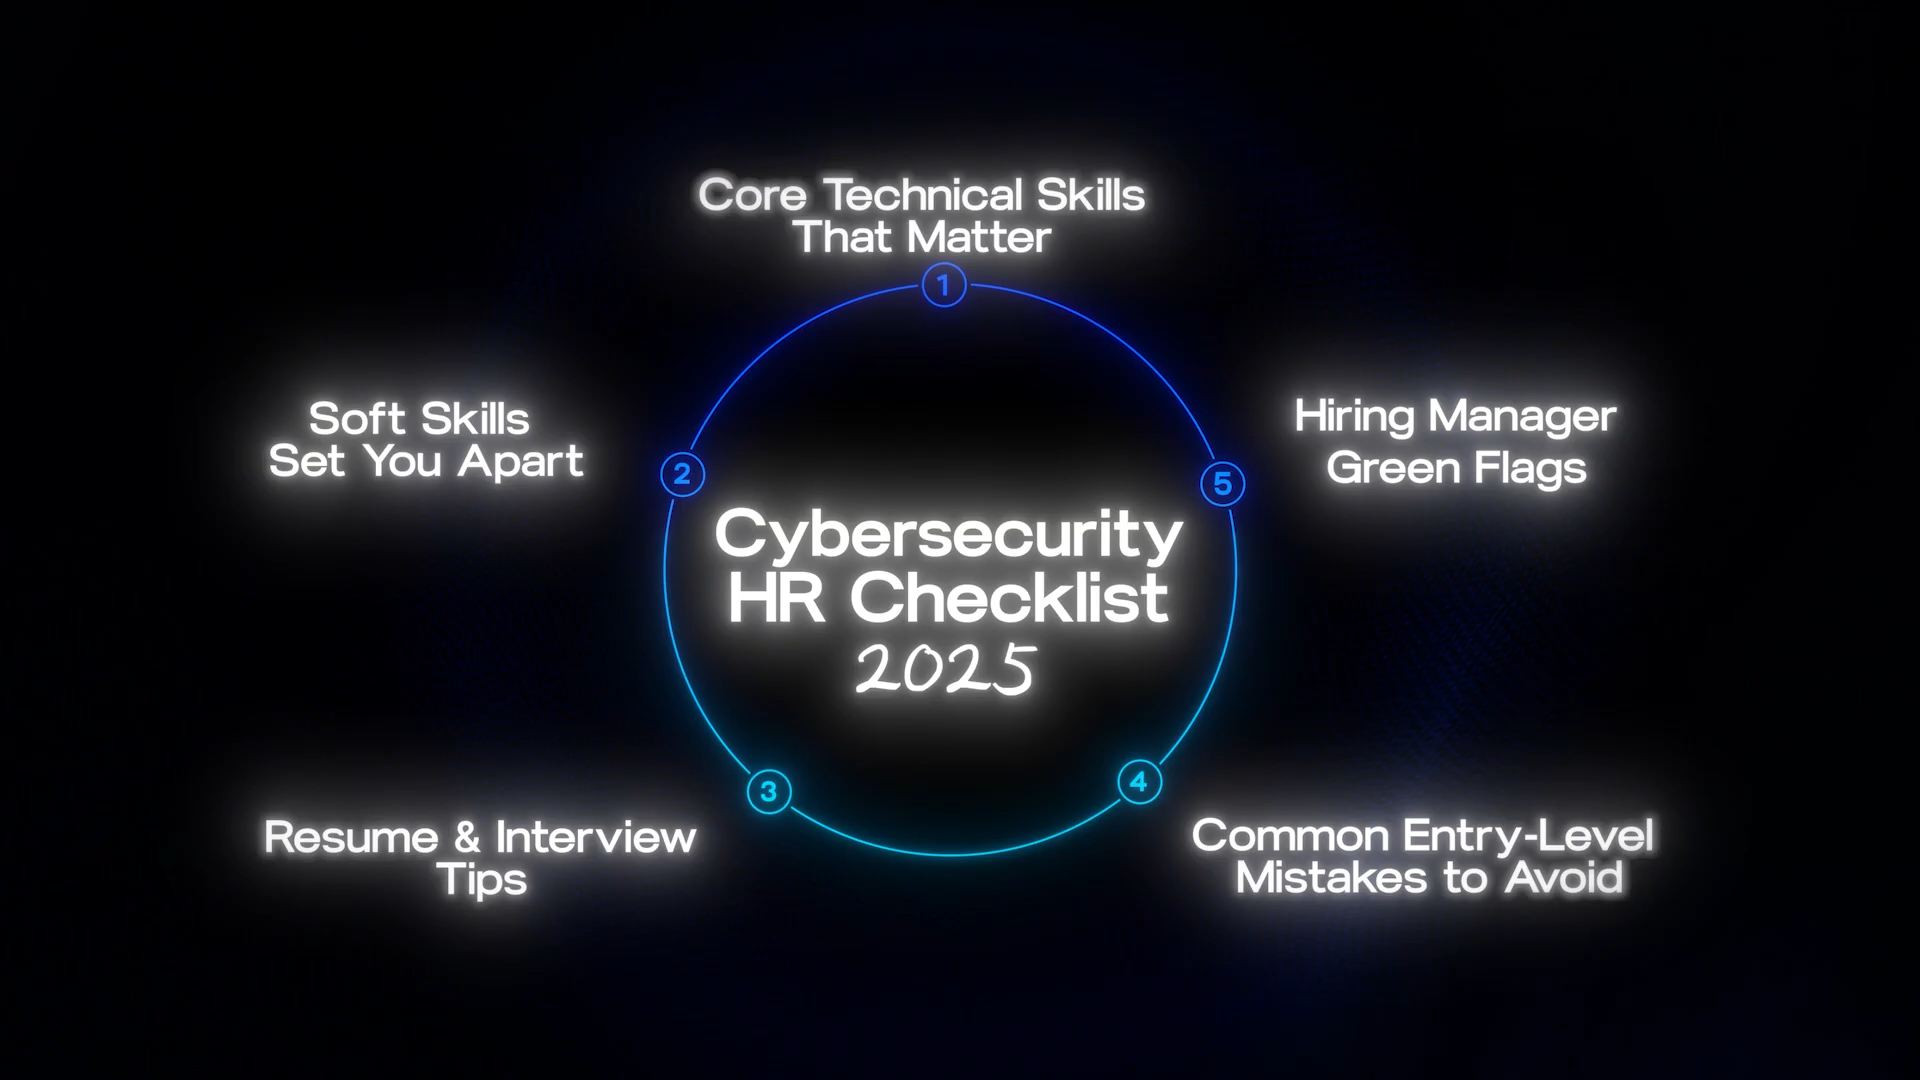 Core Technical Skills
That Matter
1
Soft Skills
Set You Apart
2
Hiring Manager
Green Flags
5
Cybersecurity
HR Checklist
2025
Resume & Interview
Tips
3
4
Common Entry-Level
Mistakes to Avoid